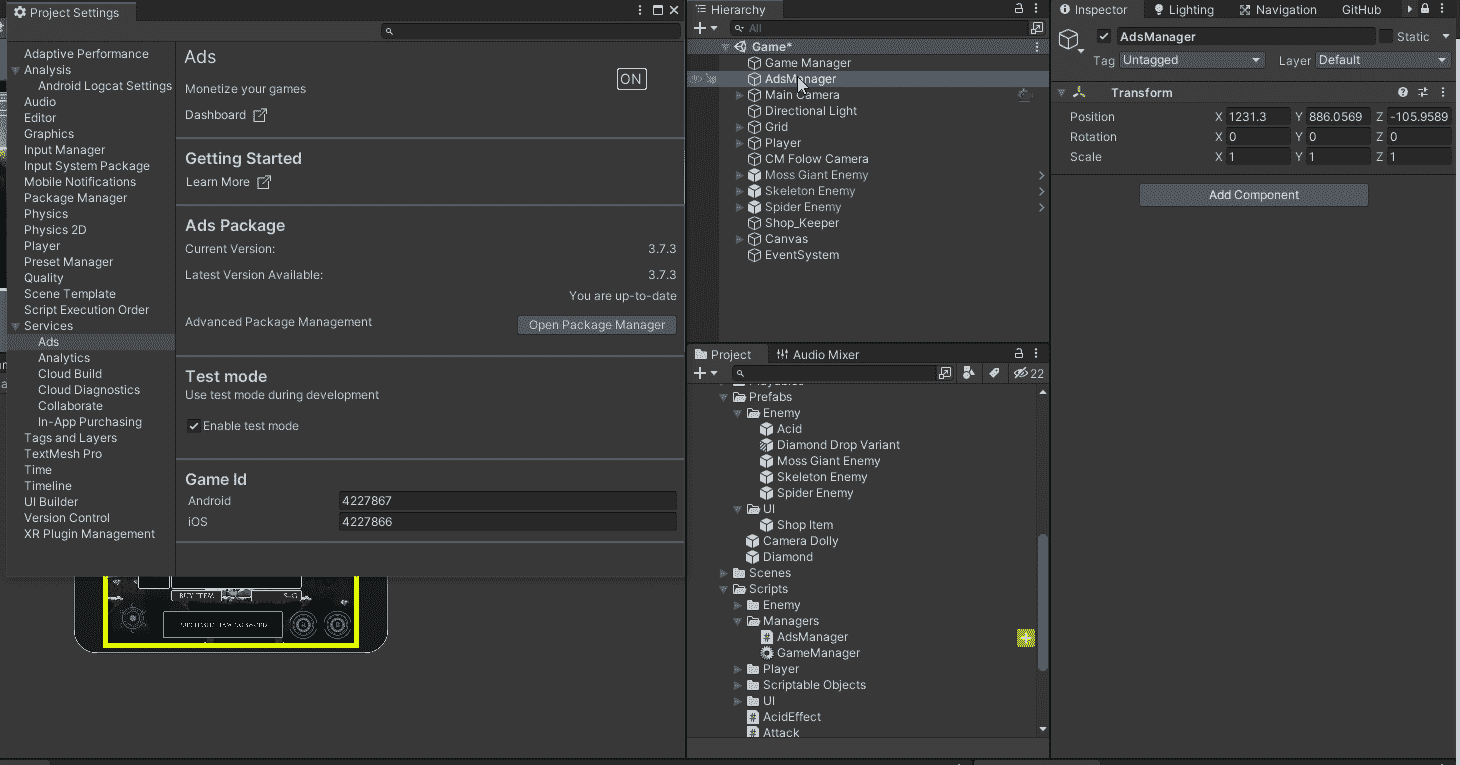 Project Settings
Adaptive Performance
Analysis
Android Logcat Settings
Audio
Editor
Graphics
Input Manager
Input System Package
Mobile Notifications
Package Manager
Physics
Physics 2D
Player
Preset Manager
Quality
Scene Template
Script Execution Order
Services
Ads
Analytics
Cloud Build
Cloud Diagnostics
Collaborate
In-App Purchasing
Tags and Layers
TextMesh Pro
Time
Timeline
UI Builder
Version Control
XR Plugin Management
Ads
ON
Monetize your games
Dashboard
Getting Started
Learn More
Ads Package
Current Version: 3.7.3
Latest Version Available: 3.7.3
You are up-to-date
Advanced Package Management Open Package Manager
Test mode
Use test mode during development
Enable test mode
Game Id
Android 4227867
iOS 4227866
BUY ITEM
Hierarchy
All
Game*
Game Manager
AdsManager
Main Camera
Directional Light
Grid
Player
CM Folow Camera
Moss Giant Enemy
Skeleton Enemy
Spider Enemy
Shop_Keeper
Canvas
EventSystem
Project Audio Mixer
22
Playables
Prefabs
Enemy
Acid
Diamond Drop Variant
Moss Giant Enemy
Skeleton Enemy
Spider Enemy
UI
Shop Item
Camera Dolly
Diamond
Scenes
Scripts
Enemy
Managers
AdsManager
GameManager
Player
Scriptable Objects
UI
AcidEffect
Attack
Inspector Lighting Navigation GitHub
AdsManager Static
Tag Untagged Layer Default
Transform
Position X 1231.3 Y 886.0569 Z -105.9589
Rotation X 0 Y 0 Z 0
Scale X 1 Y 1 Z 1
Add Component